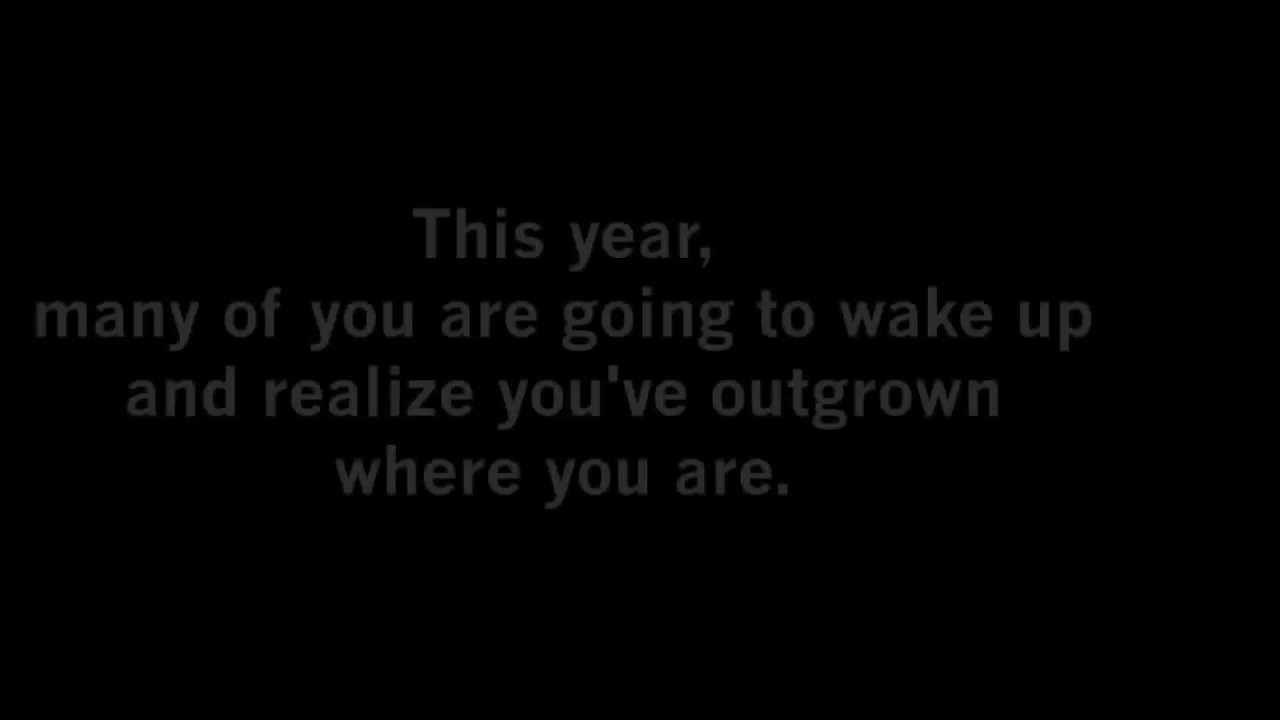 This year,
many of you are going to wake up
and realize you've outgrown
where you are.